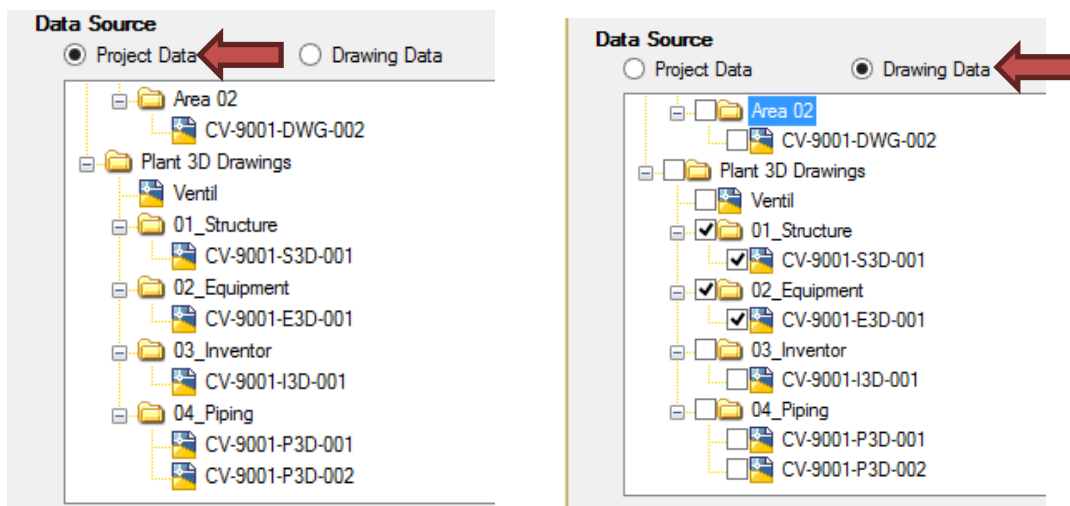 Data Source
Project Data
Drawing Data
Area 02
CV-9001-DWG-002
Plant 3D Drawings
Ventil
01_Structure
CV-9001-S3D-001
02_Equipment
CV-9001-E3D-001
03_Inventor
CV-9001-I3D-001
04_Piping
CV-9001-P3D-001
CV-9001-P3D-002
Data Source
Project Data
Drawing Data
Area 02
CV-9001-DWG-002
Plant 3D Drawings
Ventil
01_Structure
CV-9001-S3D-001
02_Equipment
CV-9001-E3D-001
03_Inventor
CV-9001-I3D-001
04_Piping
CV-9001-P3D-001
CV-9001-P3D-002